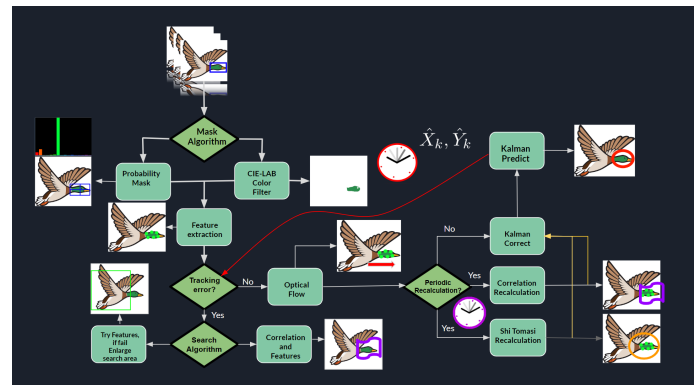 Mask
Algorithm
X̂ₖ, Ŷₖ
Kalman
Predict
Probability
Mask
CIE-LAB
Color
Filter
Feature
extraction
No
Kalman
Correct
Tracking
error?
No
Optical
Flow
Periodic
Recalculation?
Yes
Correlation
Recalculation
Yes
Yes
Shi Tomasi
Recalculation
Try Features,
if fall
Enlarge
search area
Search
Algorithm
Correlation
and
Features